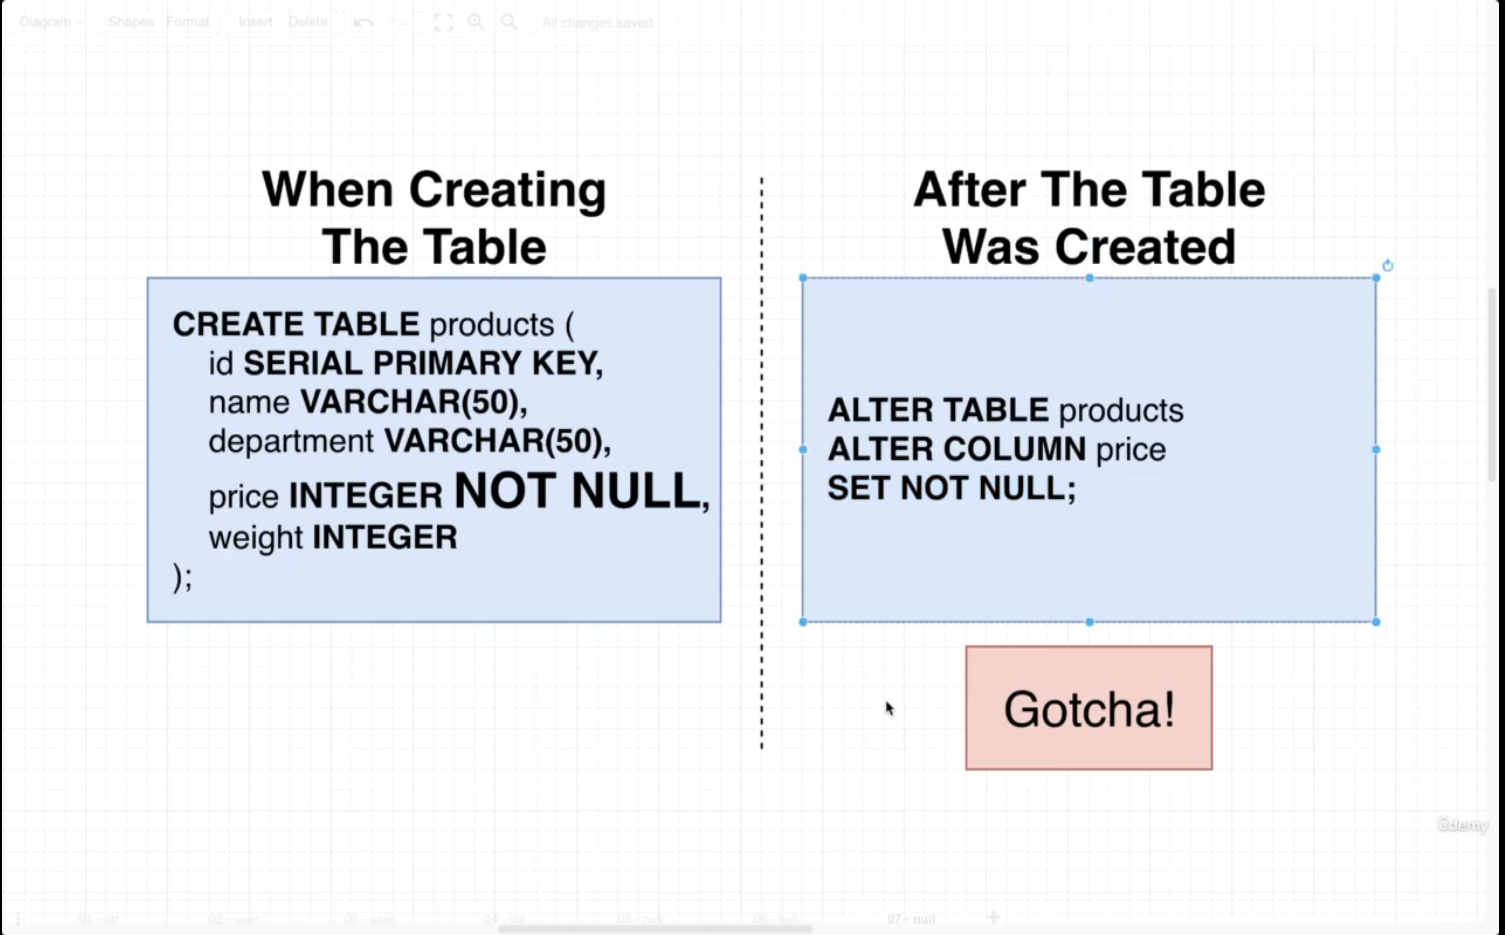 Diagram
Shapes
Format
Insert
Delete
All changes saved
When Creating
The Table
CREATE TABLE products (
id SERIAL PRIMARY KEY,
name VARCHAR(50),
department VARCHAR(50),
price INTEGER NOT NULL,
weight INTEGER
);
After The Table
Was Created
ALTER TABLE products
ALTER COLUMN price
SET NOT NULL;
Gotcha!
ûdemy
01 - db
02 - user
03 - user
04 - val
05 - null
06 - null
07 - null